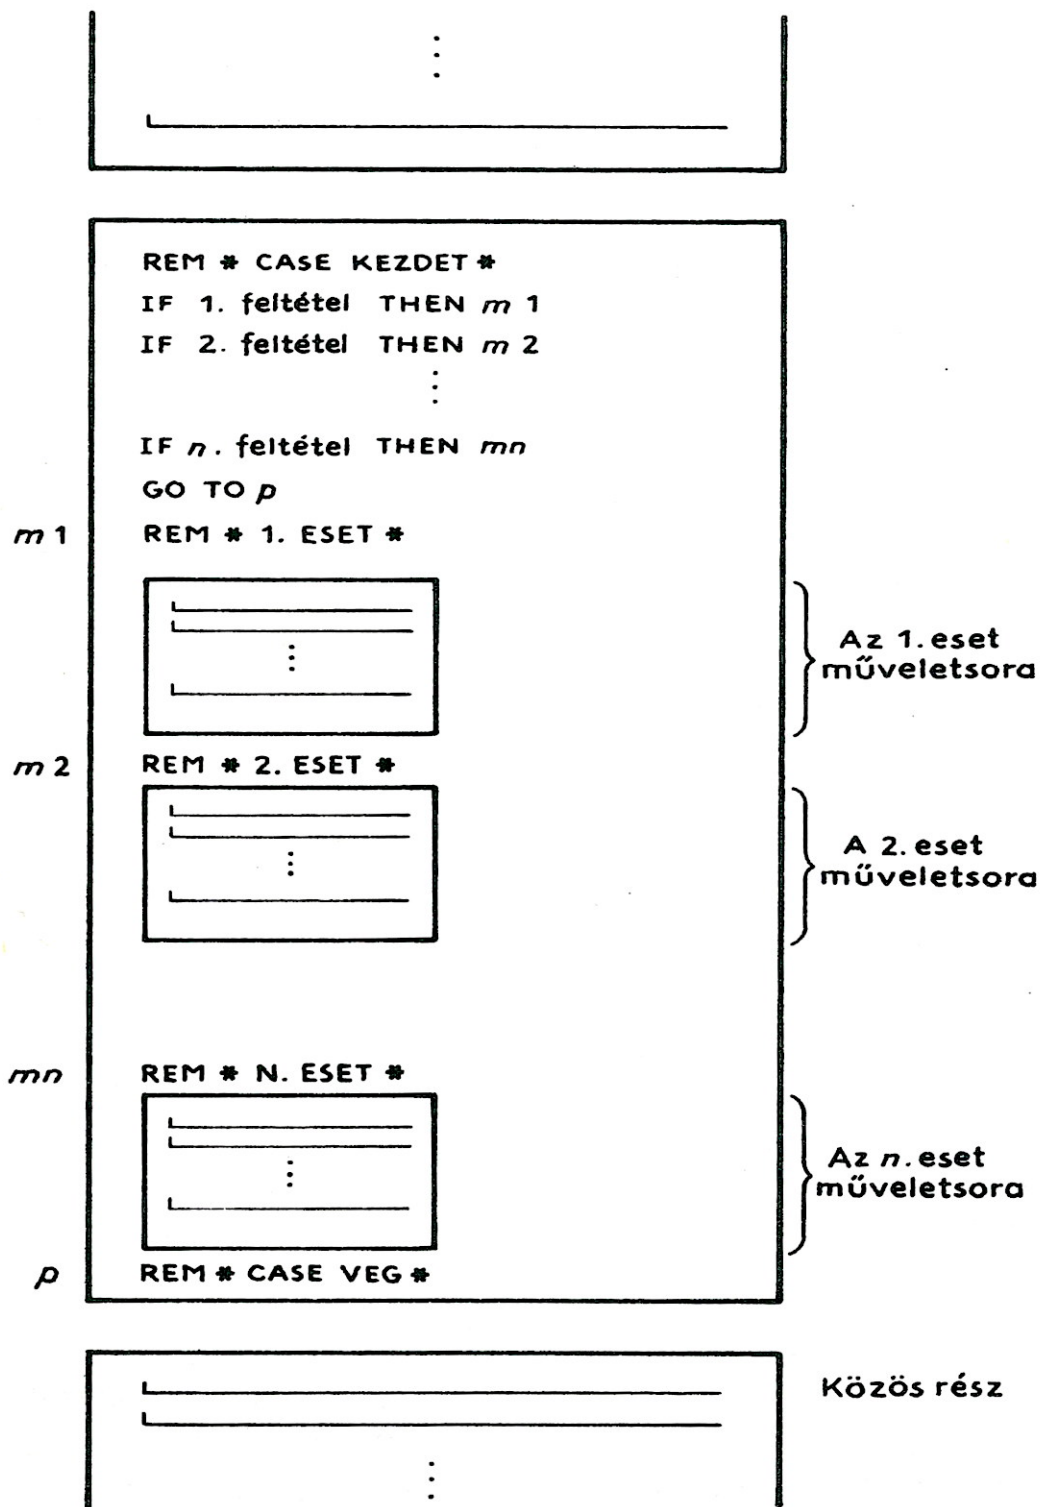 REM * CASE KEZDET *
IF 1. feltétel THEN m 1
IF 2. feltétel THEN m 2
IF n. feltétel THEN mn
GO TO p
m 1 REM * 1. ESET *
Az 1. eset
műveletsora
m 2 REM * 2. ESET *
A 2. eset
műveletsora
mn REM * N. ESET *
Az n. eset
műveletsora
p REM * CASE VEG *
Közös rész